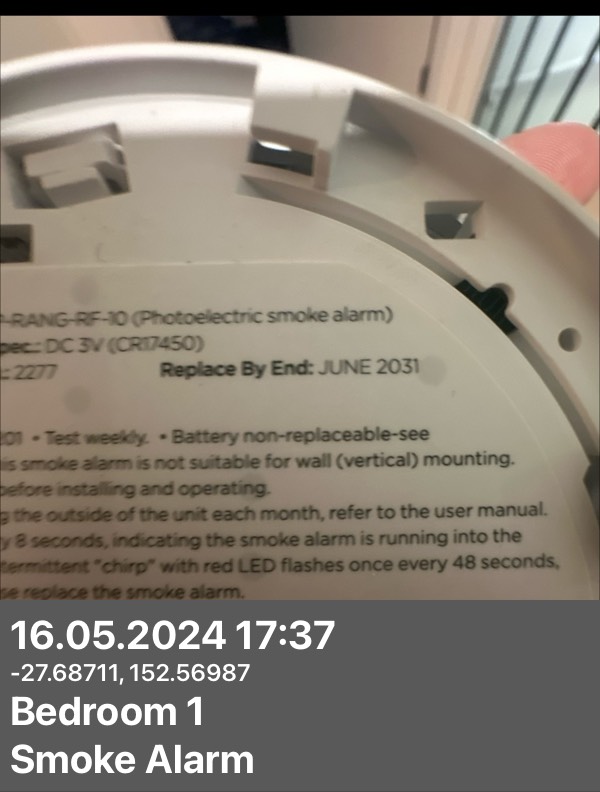 -RANG-RF-10 (Photoelectric smoke alarm)
pec.: DC 3V (CR17450)
: 2277 Replace By End: JUNE 2031
201 • Test weekly. • Battery non-replaceable-see
is smoke alarm is not suitable for wall (vertical) mounting.
before installing and operating.
g the outside of the unit each month, refer to the user manual.
y 8 seconds, indicating the smoke alarm is running into the
termittent "chirp" with red LED flashes once every 48 seconds,
se replace the smoke alarm.
16.05.2024 17:37
-27.68711, 152.56987
Bedroom 1
Smoke Alarm